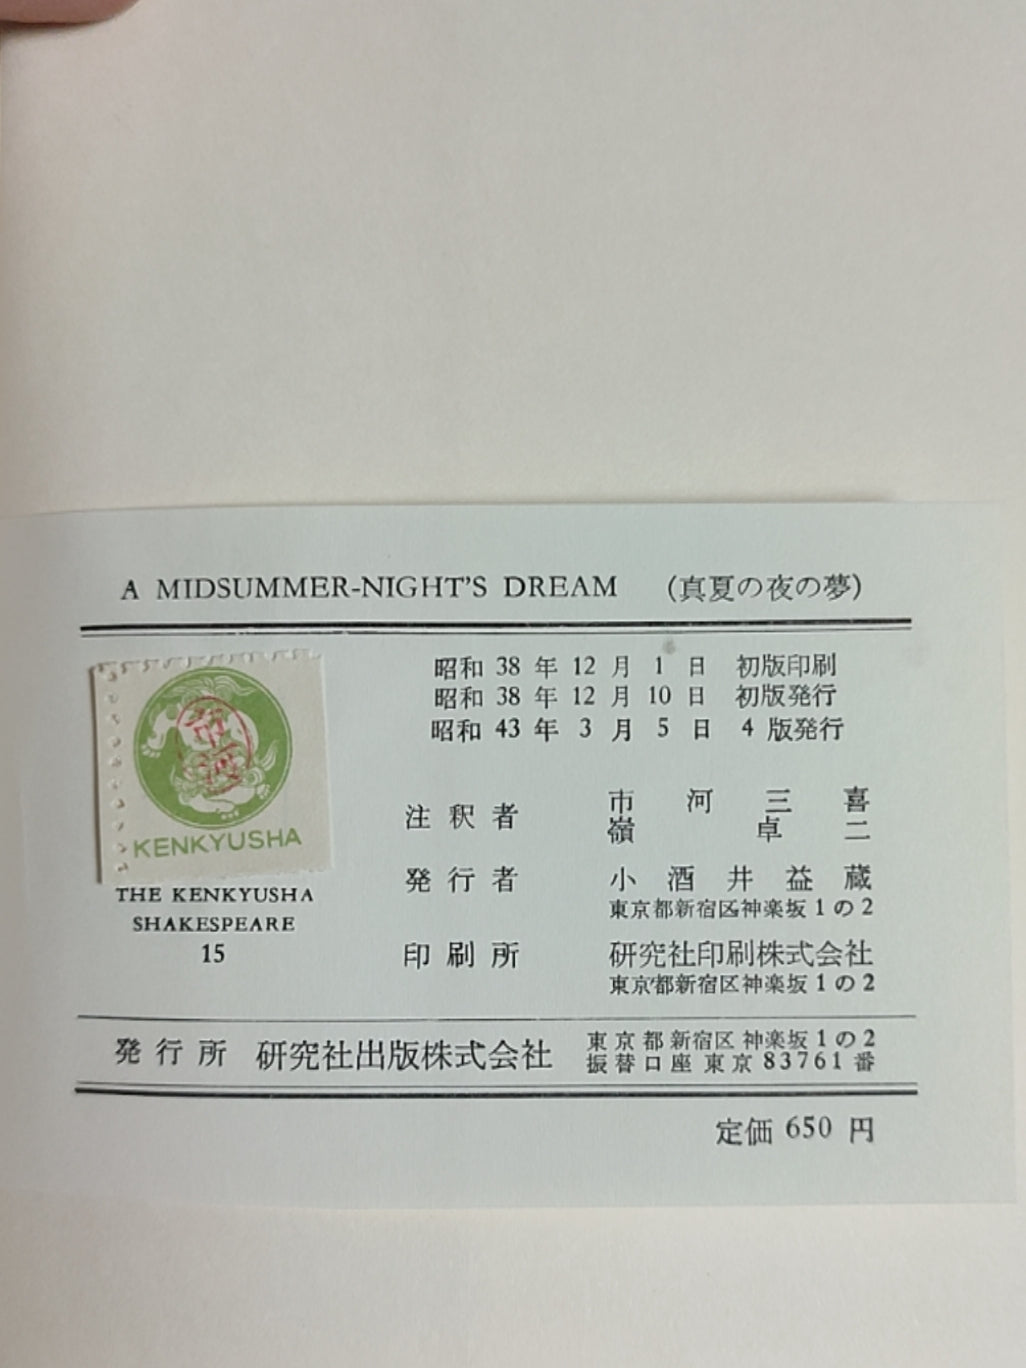 A MIDSUMMER-NIGHT'S DREAM （真夏の夜の夢）
昭和 38 年 12 月 1 日 初版印刷
昭和 38 年 12 月 10 日 初版発行
昭和 43 年 3 月 5 日 4 版発行
市河
KENKYUSHA
THE KENKYUSHA
SHAKESPEARE
15
注釈者 市河三喜
嶺卓二
発行者 小酒井益蔵
東京都新宿区神楽坂1の2
印刷所 研究社印刷株式会社
東京都新宿区神楽坂1の2
発行所 研究社出版株式会社
東京都新宿区神楽坂1の2
振替口座東京83761番
定価 650 円